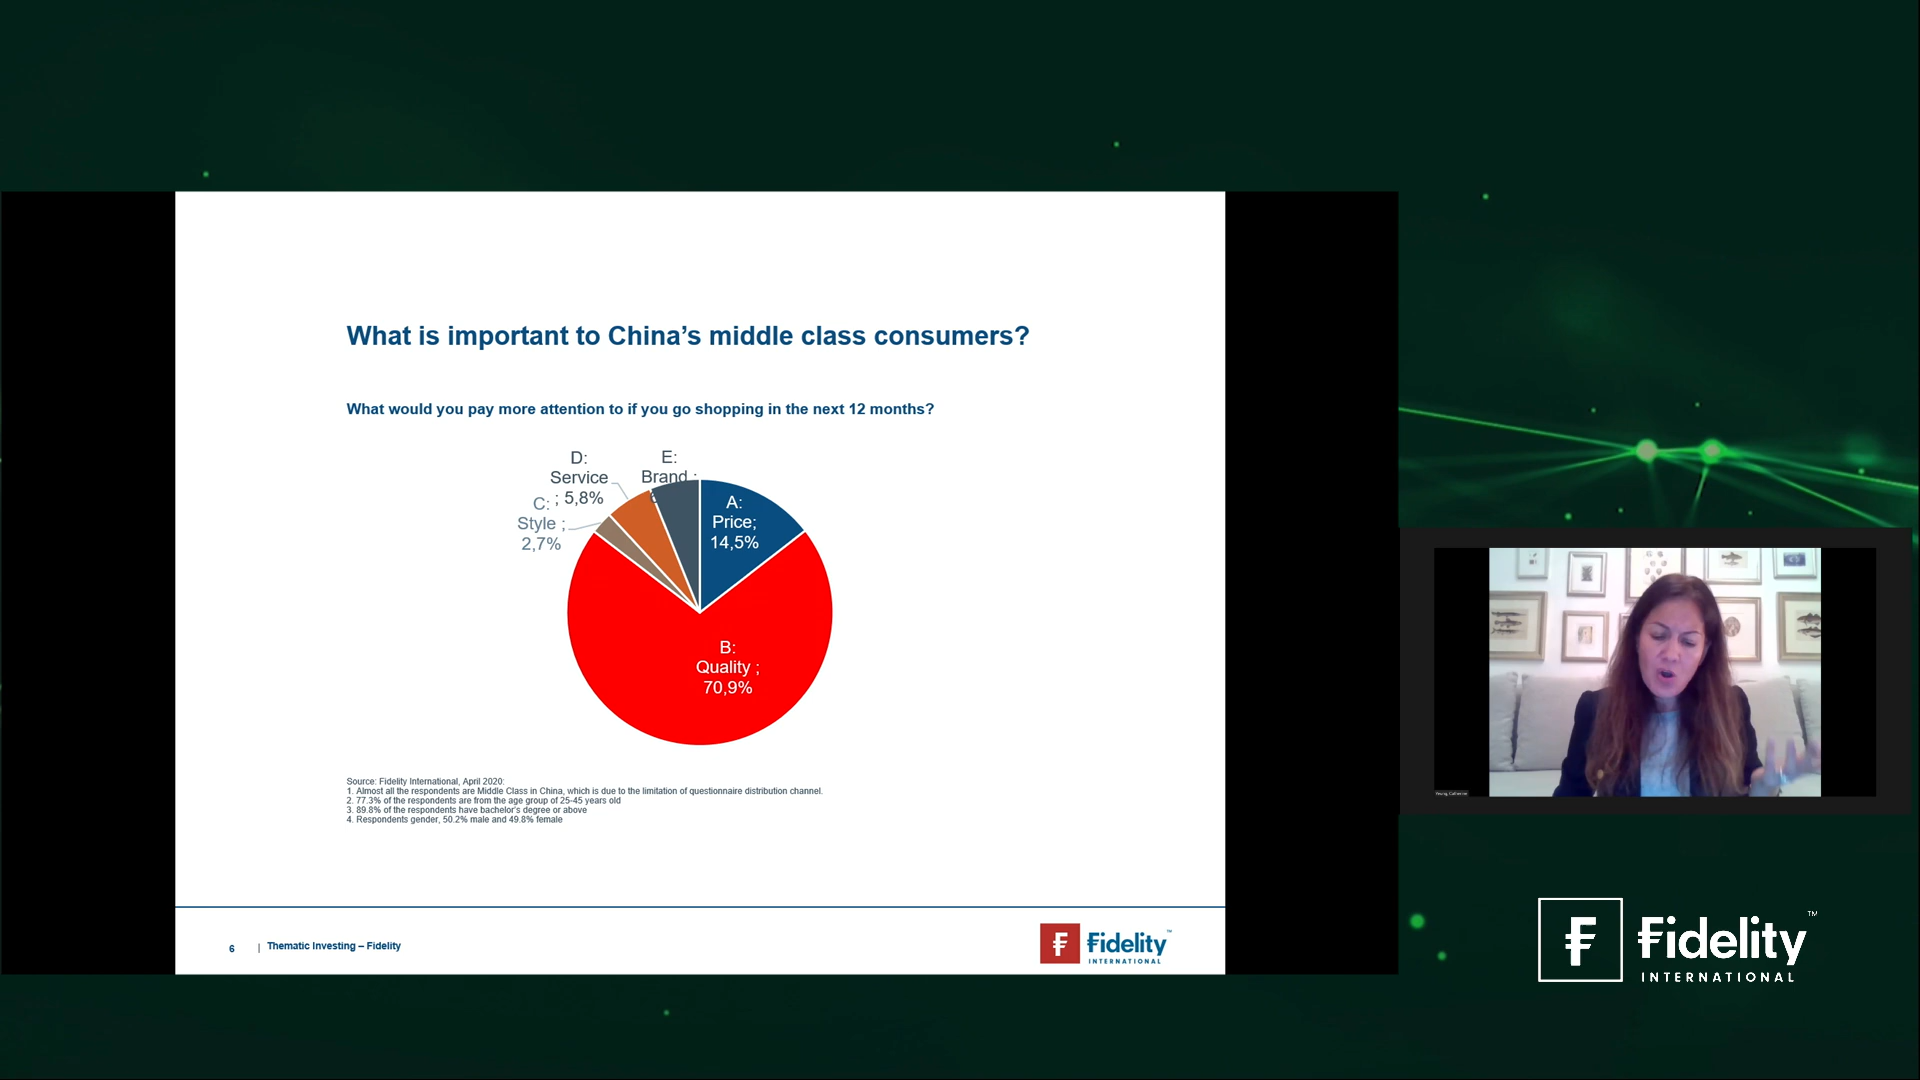 What is important to China’s middle class consumers?
What would you pay more attention to if you go shopping in the next 12 months?
D:
Service
; 5,8%
E:
Brand ;
C:
Style ;
2,7%
A:
Price;
14,5%
B:
Quality ;
70,9%
Source: Fidelity International, April 2020:
1. Almost all the respondents are Middle Class in China, which is due to the limitation of questionnaire distribution channel.
2. 77.3% of the respondents are from the age group of 25-45 years old
3. 89.8% of the respondents have bachelor's degree or above
4. Respondents gender, 50.2% male and 49.8% female
6 | Thematic Investing – Fidelity
Fidelity ™
INTERNATIONAL
Yeung, Catherine
Fidelity ™
INTERNATIONAL